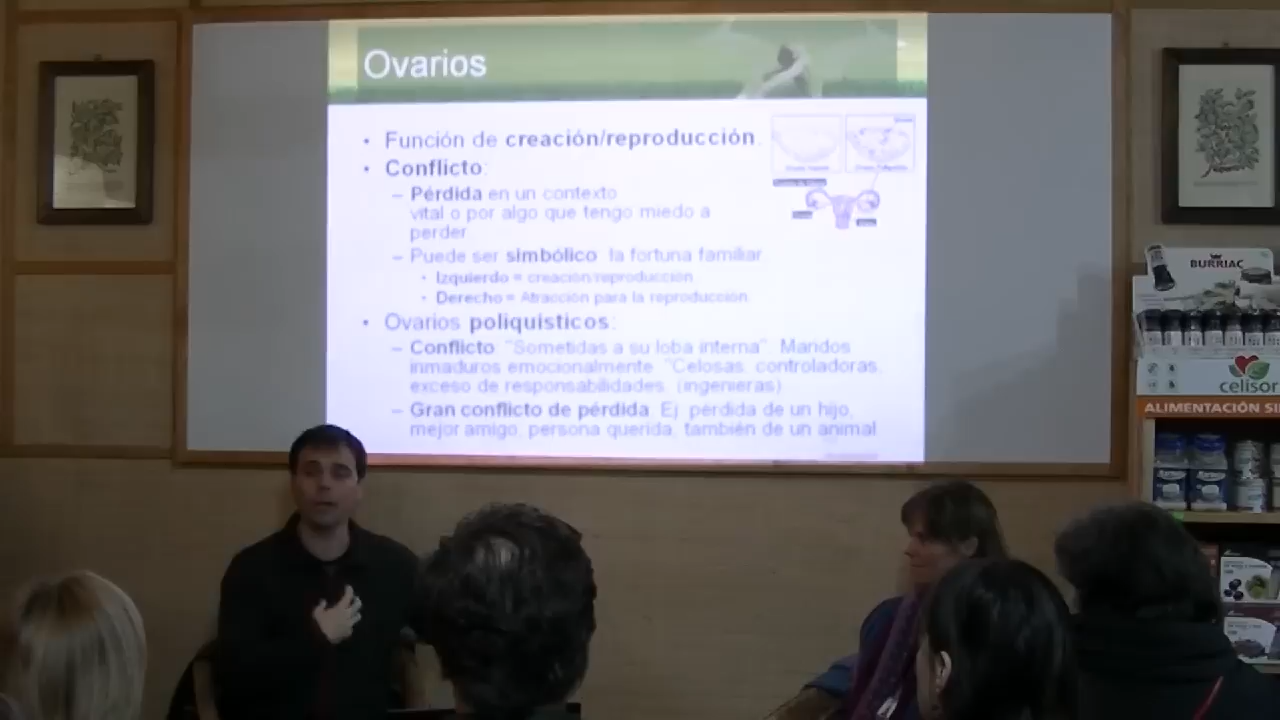 Ovarios
• Función de creación/reproducción.
• Conflicto:
– Pérdida en un contexto
vital o por algo que tengo miedo a
perder
– Puede ser simbólico la fortuna familiar
• Izquierdo = creación/reproducción
• Derecho = Atracción para la reproducción.
• Ovarios poliquísticos:
– Conflicto "Sometidas a su loba interna" Maridos
inmaduros emocionalmente "Celosas, controladoras,
exceso de responsabilidades. (ingenieras)
– Gran conflicto de pérdida. Ej. pérdida de un hijo,
mejor amigo, persona querida, también de un animal
BURRIAC
celisor
ALIMENTACIÓN SI